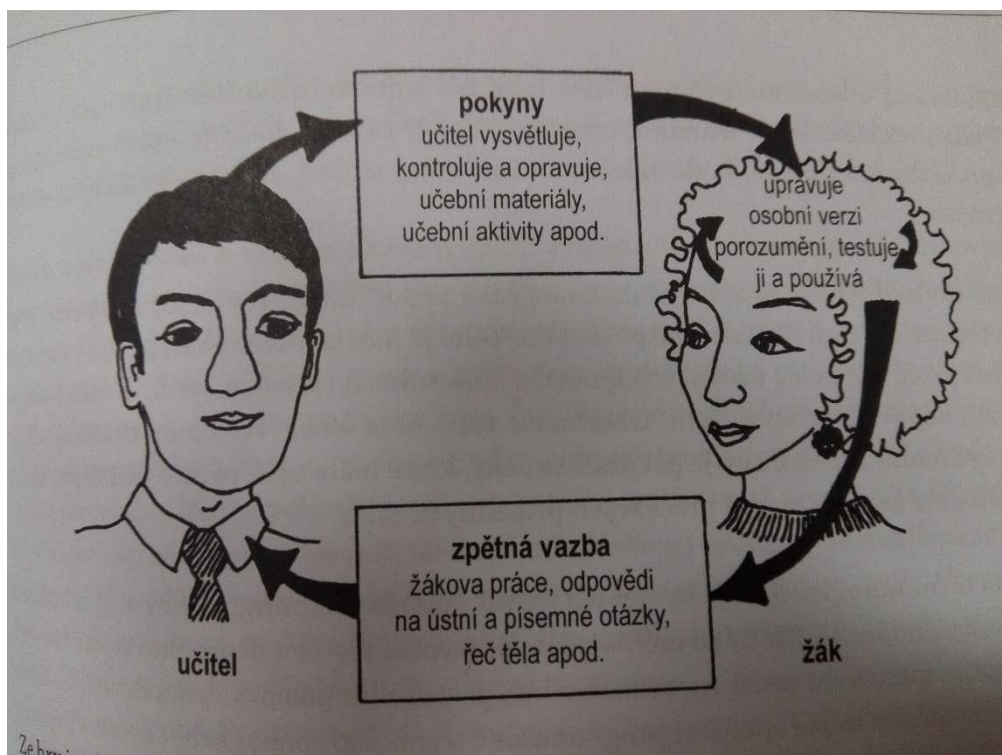 pokyny
učitel vysvětluje,
kontroluje a opravuje,
učební materiály,
učební aktivity apod.
upravuje
osobní verzi
porozumění, testuje
ji a používá
zpětná vazba
žákova práce, odpovědi
na ústní a písemné otázky,
řeč těla apod.
učitel
žák